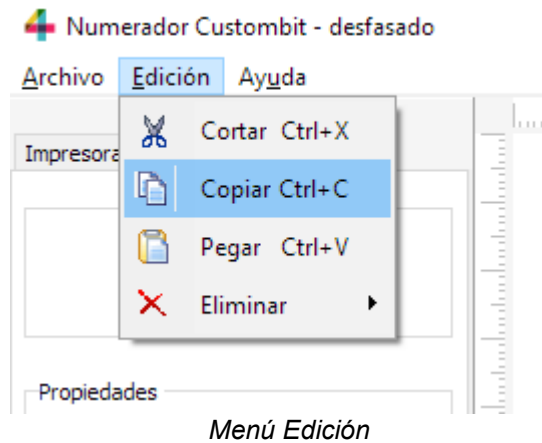 Numerador Custombit - desfasado
Archivo Edición Ayuda
Impresora
Cortar Ctrl+X
Copiar Ctrl+C
Pegar Ctrl+V
Eliminar
Propiedades
Menú Edición